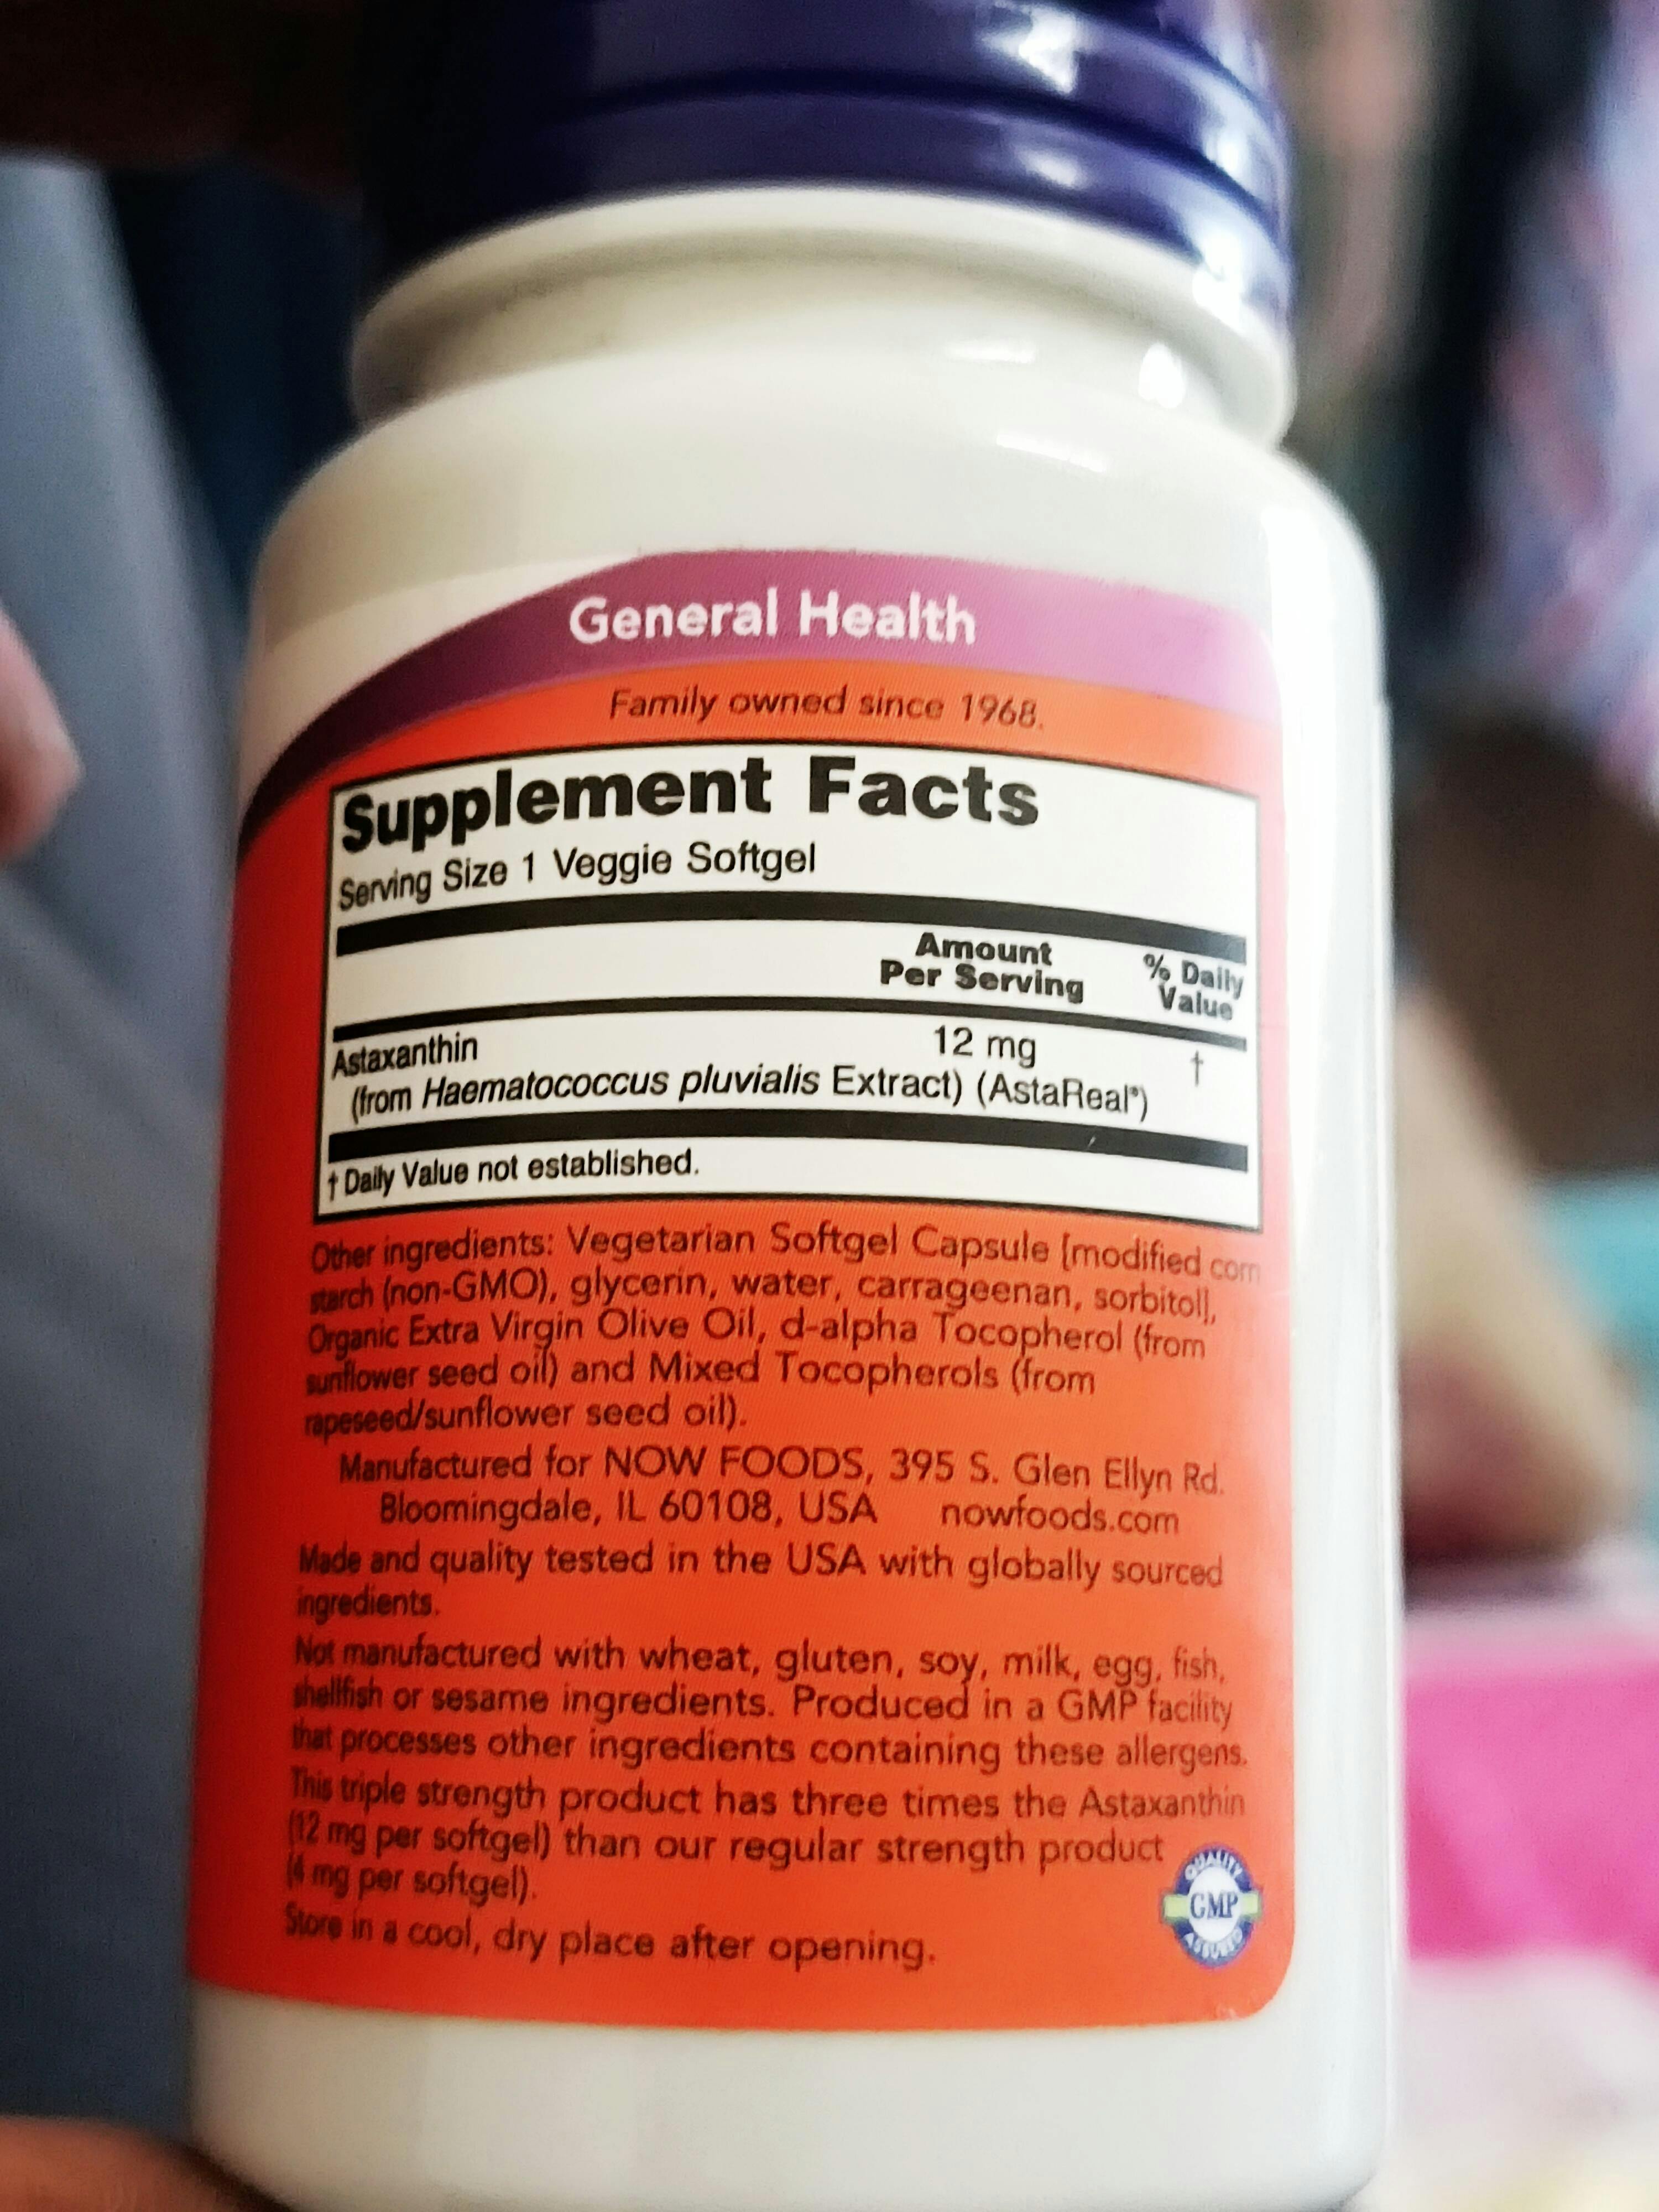 General Health
Family owned since 1968.
Supplement Facts
Serving Size 1 Veggie Softgel
Amount
Per Serving
% Daily
Value
Astaxanthin 12 mg †
(from Haematococcus pluvialis Extract) (AstaReal®)
† Daily Value not established.
Other ingredients: Vegetarian Softgel Capsule [modified corn
starch (non-GMO), glycerin, water, carrageenan, sorbitol],
Organic Extra Virgin Olive Oil, d-alpha Tocopherol (from
sunflower seed oil) and Mixed Tocopherols (from
rapeseed/sunflower seed oil).
Manufactured for NOW FOODS, 395 S. Glen Ellyn Rd.
Bloomingdale, IL 60108, USA nowfoods.com
Made and quality tested in the USA with globally sourced
ingredients.
Not manufactured with wheat, gluten, soy, milk, egg, fish,
shellfish or sesame ingredients. Produced in a GMP facility
that processes other ingredients containing these allergens.
This triple strength product has three times the Astaxanthin
(12 mg per softgel) than our regular strength product
(4 mg per softgel).
Store in a cool, dry place after opening.
QUALITY
GMP
ASSURED